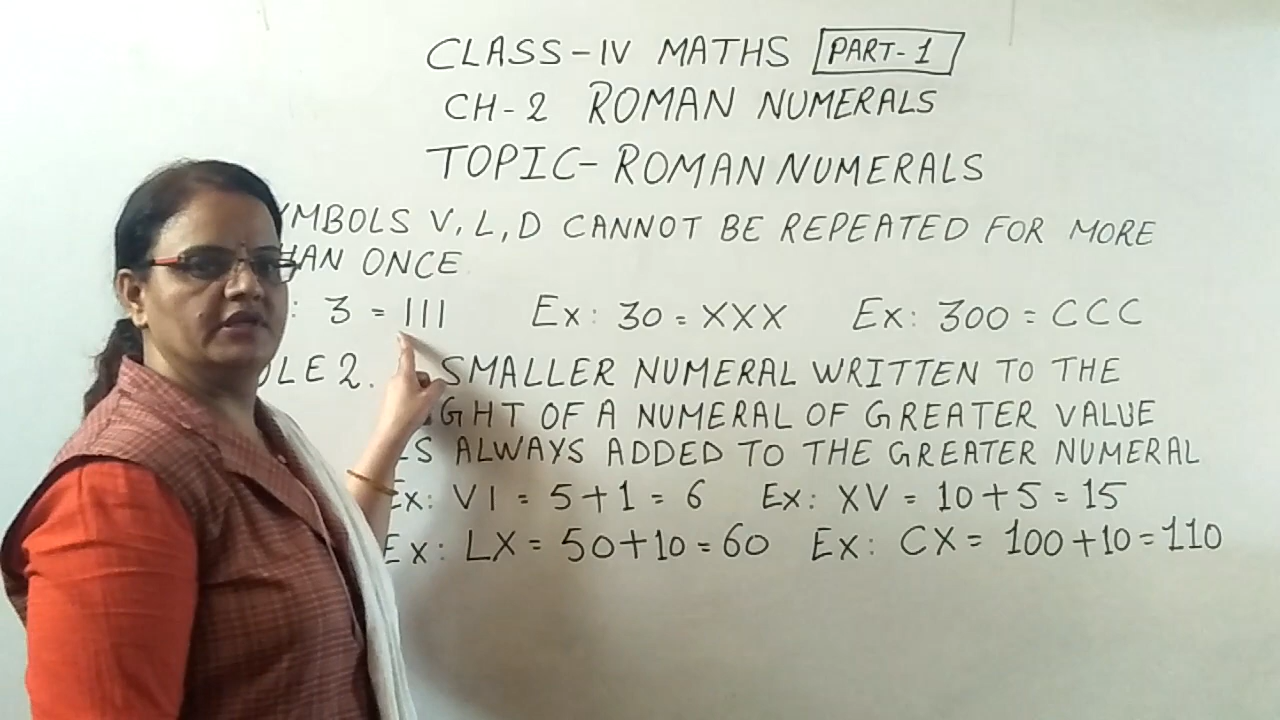 CLASS-IV MATHS PART-1
CH-2 ROMAN NUMERALS
TOPIC-ROMAN NUMERALS
YMBOLS V, L, D CANNOT BE REPEATED FOR MORE
HAN ONCE
: 3 = III Ex: 30 = XXX Ex: 300 = CCC
LE 2. SMALLER NUMERAL WRITTEN TO THE
GHT OF A NUMERAL OF GREATER VALUE
IS ALWAYS ADDED TO THE GREATER NUMERAL
Ex: VI = 5+1 = 6 Ex: XV = 10+5 = 15
Ex: LX = 50+10 = 60 Ex: CX = 100+10=110